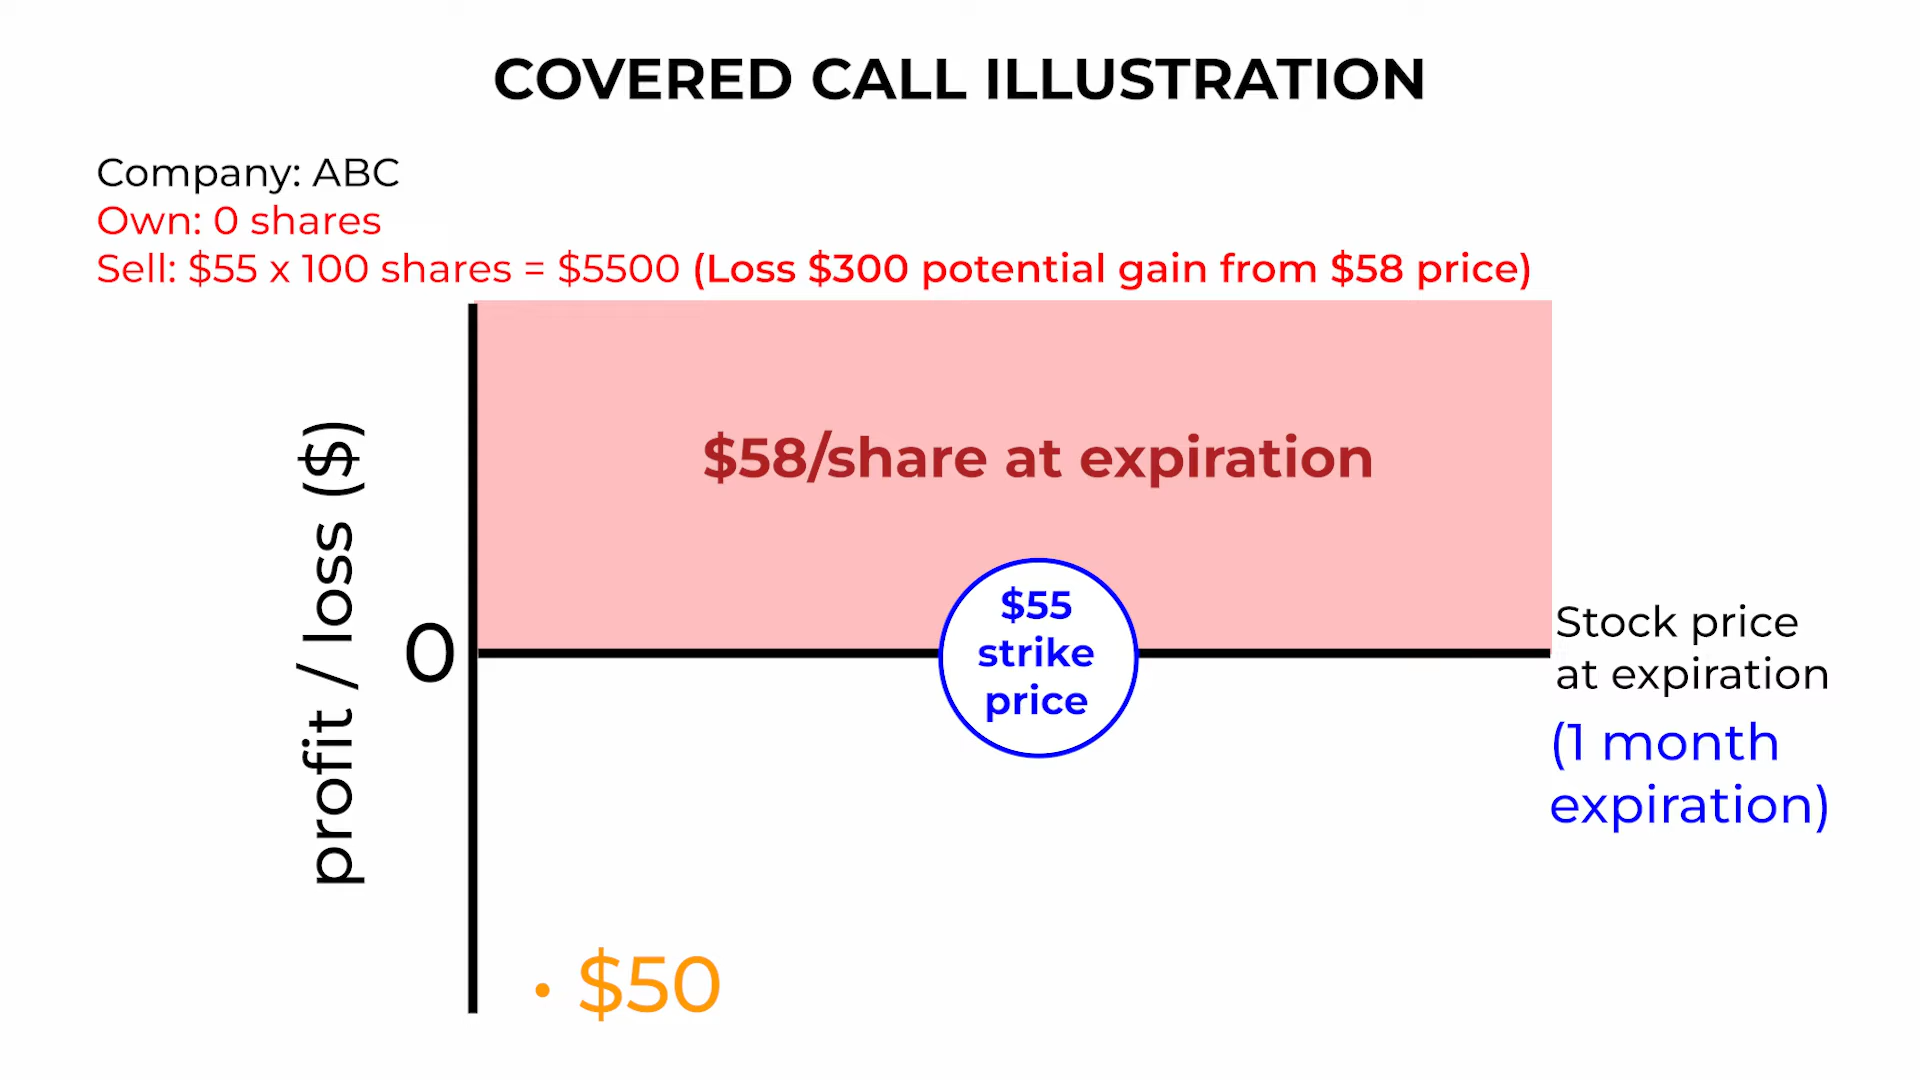 COVERED CALL ILLUSTRATION
Company: ABC
Own: 0 shares
Sell: $55 x 100 shares = $5500 (Loss $300 potential gain from $58 price)
profit / loss ($)
$58/share at expiration
0
$55
strike
price
Stock price
at expiration
(1 month
expiration)
• $50